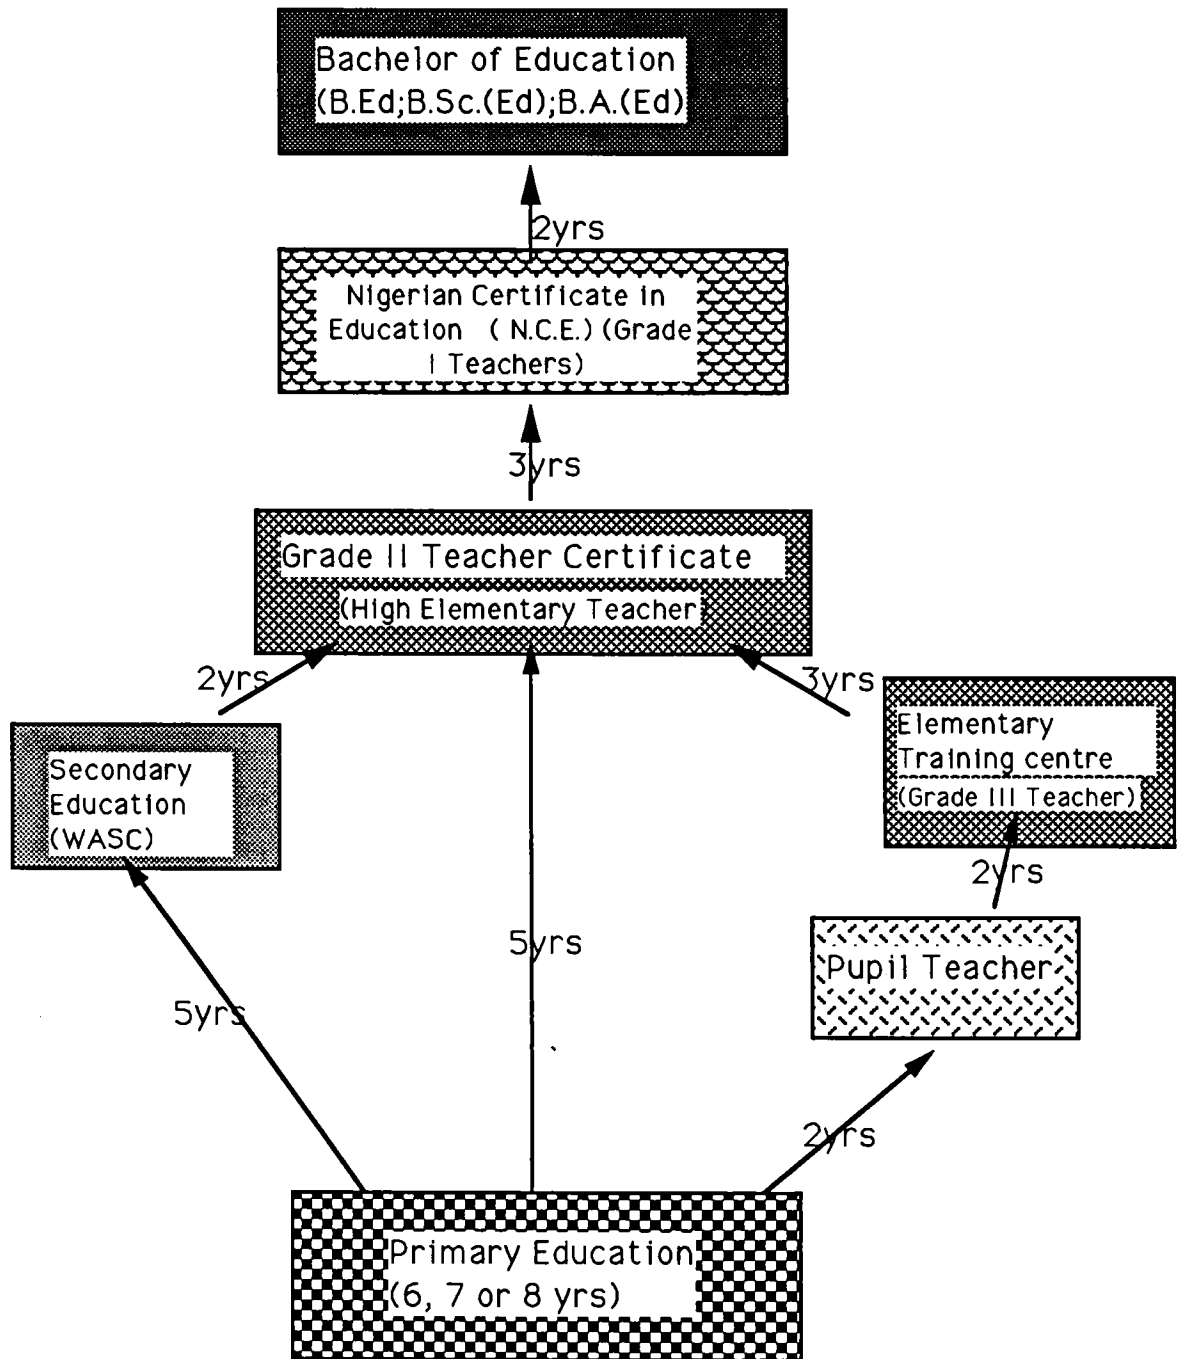 Bachelor of Education
(B.Ed;B.Sc.(Ed);B.A.(Ed)
2yrs
Nigerian Certificate in
Education ( N.C.E.) (Grade
I Teachers)
3yrs
Grade II Teacher Certificate
(High Elementary Teacher)
2yrs
3yrs
Secondary
Education
(WASC)
Elementary
Training centre
(Grade III Teacher)
2yrs
5yrs
Pupil Teacher
5yrs
2yrs
Primary Education
(6, 7 or 8 yrs)